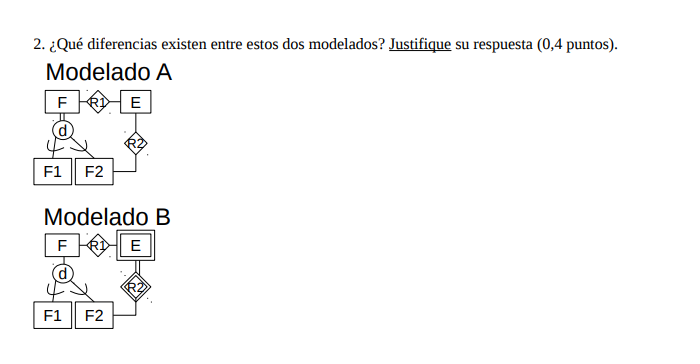 2. ¿Qué diferencias existen entre estos dos modelados? Justifique su respuesta (0,4 puntos).
Modelado A
F R1 E
d
R2
F1 F2
Modelado B
F R1 E
d
R2
F1 F2